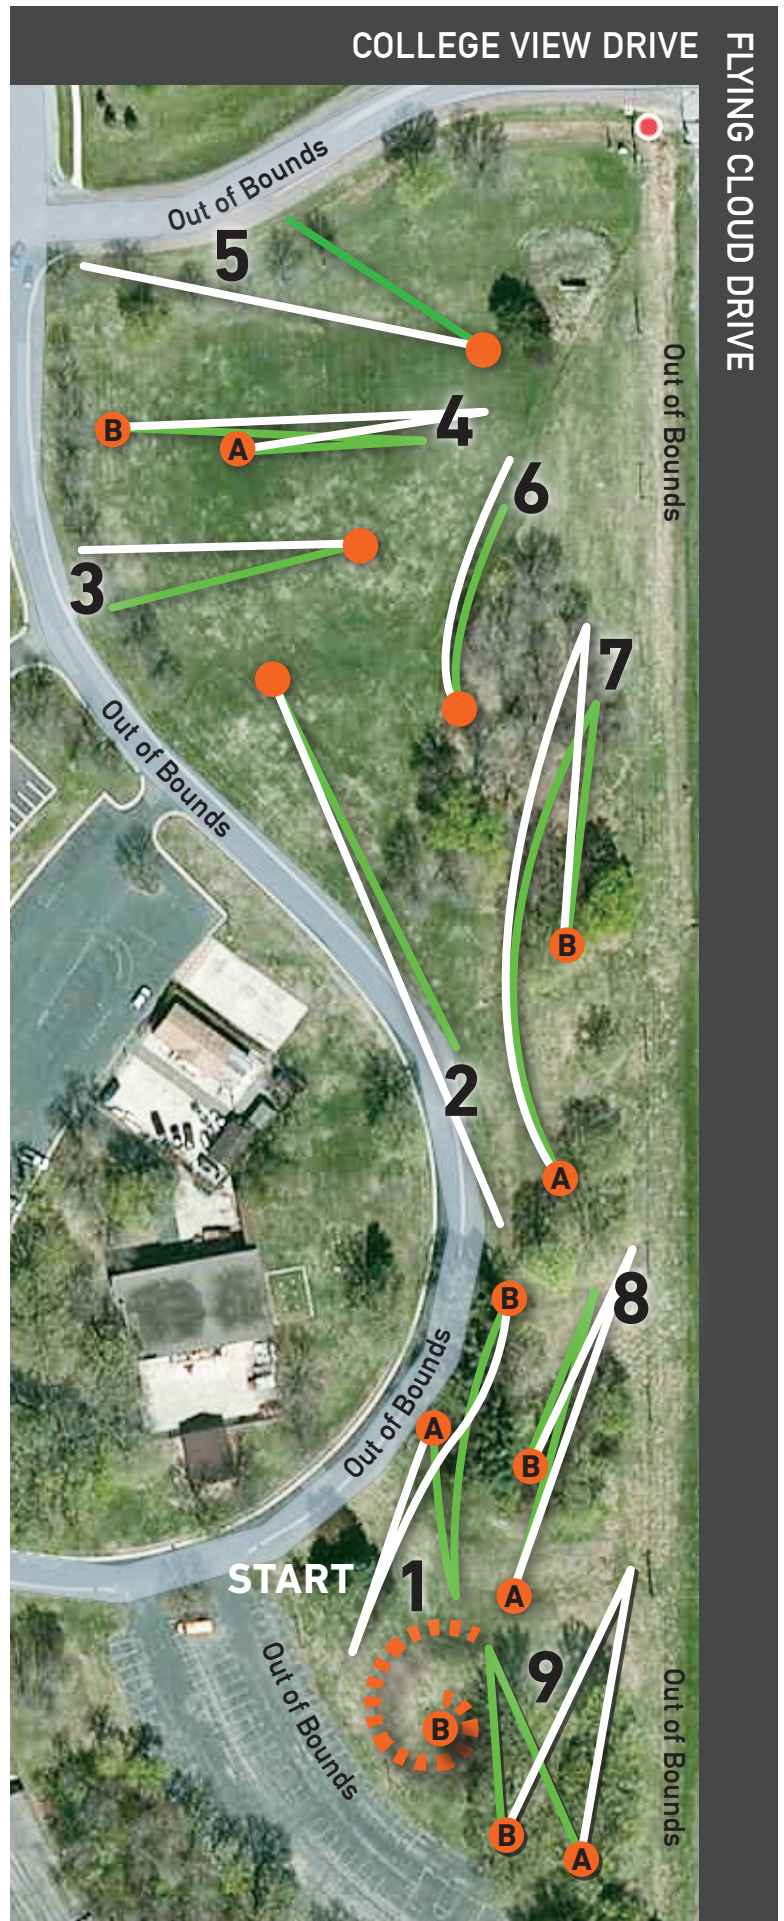 COLLEGE VIEW DRIVE
FLYING CLOUD DRIVE
Out of Bounds
5
Out of Bounds
B
A
4
6
3
7
Out of Bounds
B
2
A
B
8
Out of Bounds
A
B
START
1
A
9
Out of Bounds
B
Out of Bounds
B
A